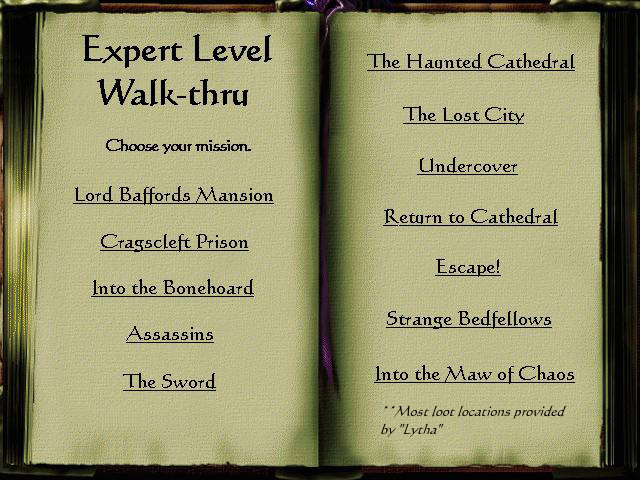 Expert Level
Walk-thru
Choose your mission.
Lord Baffords Mansion
Cragscleft Prison
Into the Bonehoard
Assassins
The Sword
The Haunted Cathedral
The Lost City
Undercover
Return to Cathedral
Escape!
Strange Bedfellows
Into the Maw of Chaos
**Most loot locations provided
by "Lytha"